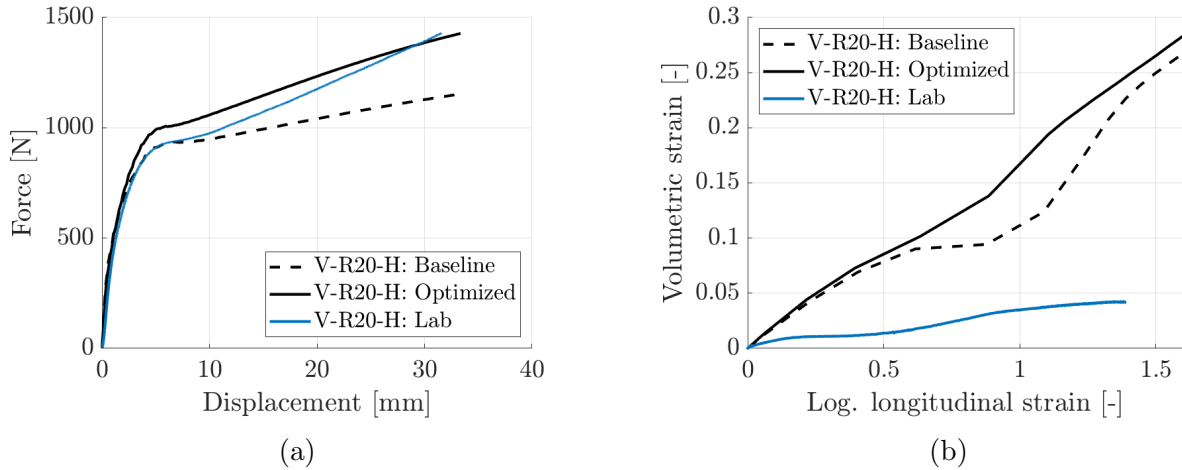 1500
1000
500
0
0
10
20
30
40
Force [N]
Displacement [mm]
V-R20-H: Baseline
V-R20-H: Optimized
V-R20-H: Lab
(a)
0.3
0.25
0.2
0.15
0.1
0.05
0
0
0.5
1
1.5
Volumetric strain [-]
Log. longitudinal strain [-]
V-R20-H: Baseline
V-R20-H: Optimized
V-R20-H: Lab
(b)